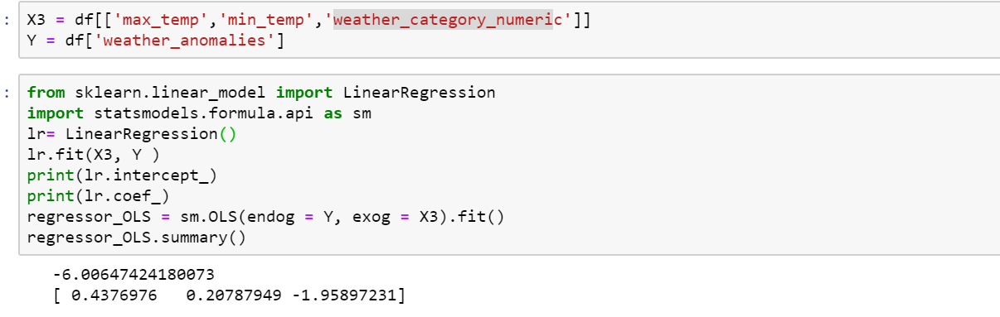 : X3 = df[['max_temp','min_temp','weather_category_numeric']]
Y = df['weather_anomalies']
: from sklearn.linear_model import LinearRegression
import statsmodels.formula.api as sm
lr= LinearRegression()
lr.fit(X3, Y )
print(lr.intercept_)
print(lr.coef_)
regressor_OLS = sm.OLS(endog = Y, exog = X3).fit()
regressor_OLS.summary()
-6.00647424180073
[ 0.4376976   0.20787949 -1.95897231]